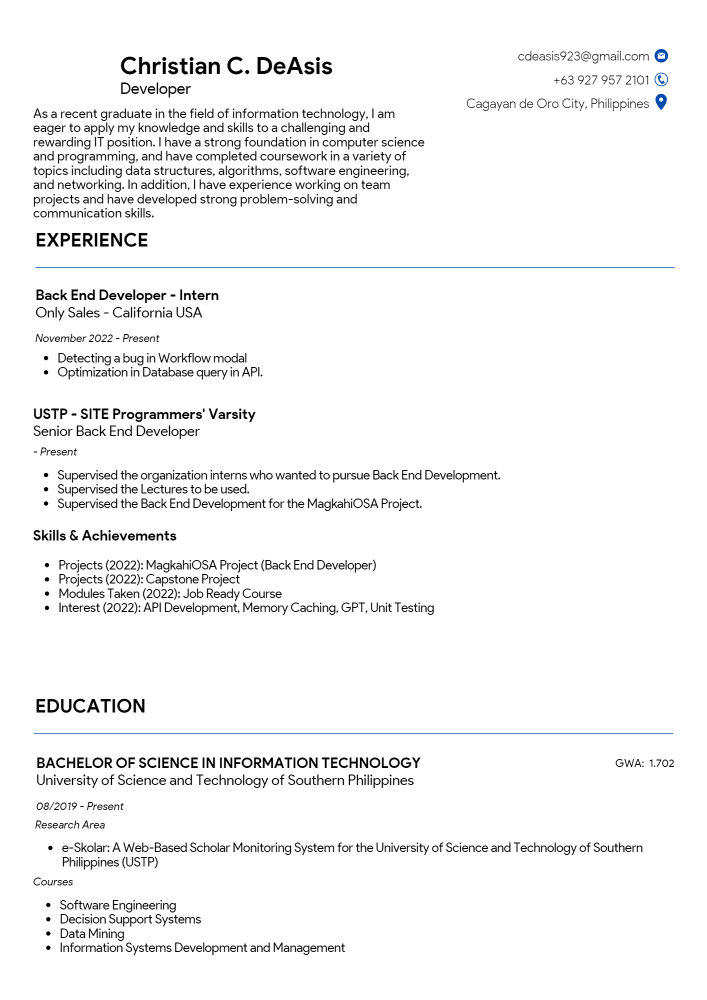 Christian C. DeAsis
Developer
cdeasis923@gmail.com
+63 927 957 2101
Cagayan de Oro City, Philippines
As a recent graduate in the field of information technology, I am
eager to apply my knowledge and skills to a challenging and
rewarding IT position. I have a strong foundation in computer science
and programming, and have completed coursework in a variety of
topics including data structures, algorithms, software engineering,
and networking. In addition, I have experience working on team
projects and have developed strong problem-solving and
communication skills.
EXPERIENCE
Back End Developer - Intern
Only Sales - California USA
November 2022 - Present
• Detecting a bug in Workflow modal
• Optimization in Database query in API.
USTP - SITE Programmers' Varsity
Senior Back End Developer
- Present
• Supervised the organization interns who wanted to pursue Back End Development.
• Supervised the Lectures to be used.
• Supervised the Back End Development for the MagkahiOSA Project.
Skills & Achievements
• Projects (2022): MagkahiOSA Project (Back End Developer)
• Projects (2022): Capstone Project
• Modules Taken (2022): Job Ready Course
• Interest (2022): API Development, Memory Caching, GPT, Unit Testing
EDUCATION
BACHELOR OF SCIENCE IN INFORMATION TECHNOLOGY
GWA: 1.702
University of Science and Technology of Southern Philippines
08/2019 - Present
Research Area
• e-Skolar: A Web-Based Scholar Monitoring System for the University of Science and Technology of Southern
Philippines (USTP)
Courses
• Software Engineering
• Decision Support Systems
• Data Mining
• Information Systems Development and Management